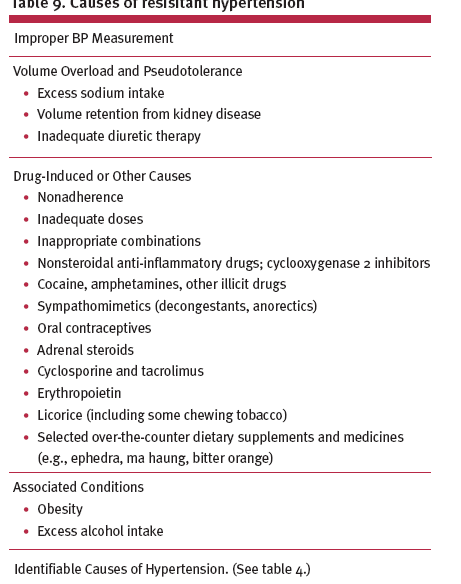 Table 9. Causes of resisitant hypertension
Improper BP Measurement
Volume Overload and Pseudotolerance
• Excess sodium intake
• Volume retention from kidney disease
• Inadequate diuretic therapy
Drug-Induced or Other Causes
• Nonadherence
• Inadequate doses
• Inappropriate combinations
• Nonsteroidal anti-inflammatory drugs; cyclooxygenase 2 inhibitors
• Cocaine, amphetamines, other illicit drugs
• Sympathomimetics (decongestants, anorectics)
• Oral contraceptives
• Adrenal steroids
• Cyclosporine and tacrolimus
• Erythropoietin
• Licorice (including some chewing tobacco)
• Selected over-the-counter dietary supplements and medicines
(e.g., ephedra, ma haung, bitter orange)
Associated Conditions
• Obesity
• Excess alcohol intake
Identifiable Causes of Hypertension. (See table 4.)